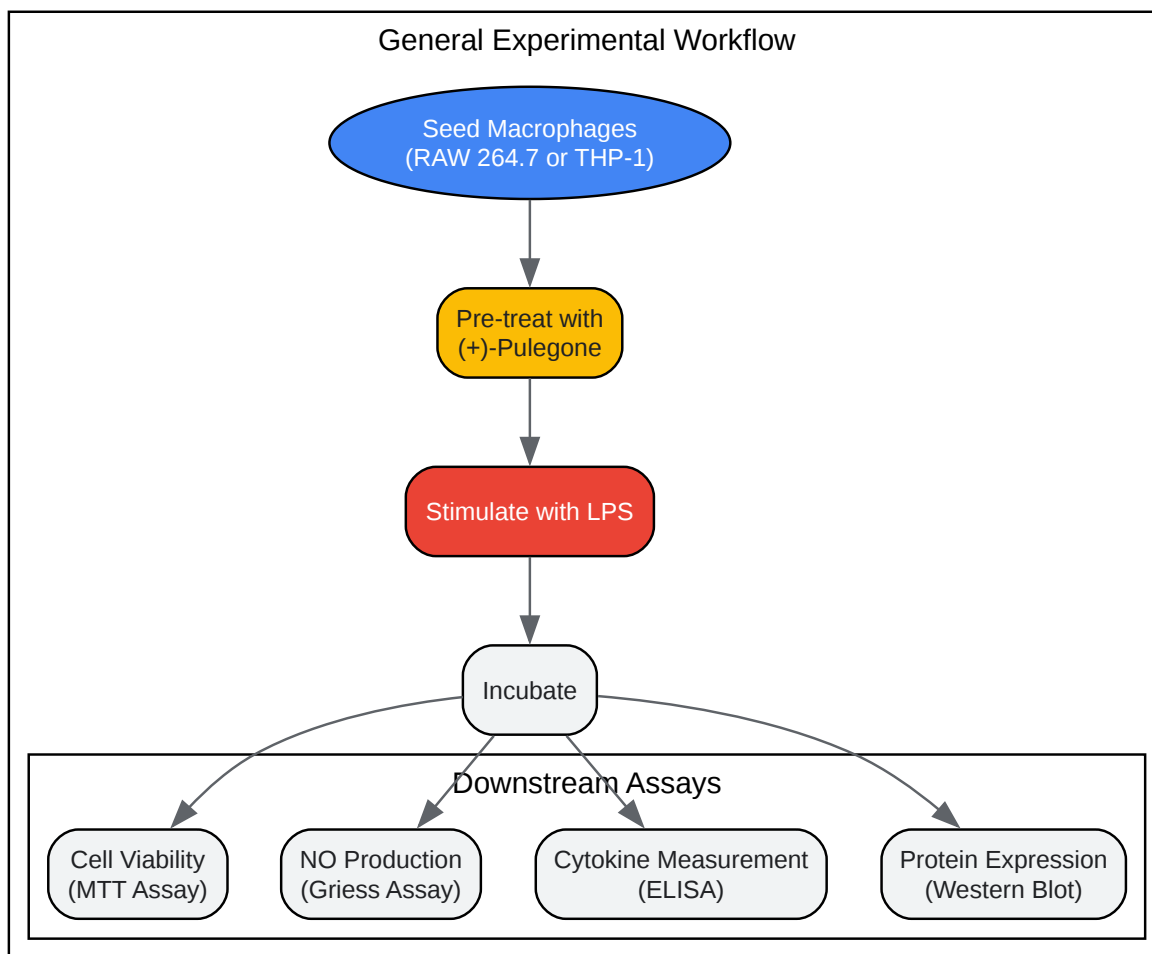 General Experimental Workflow
Seed Macrophages
(RAW 264.7 or THP-1)
Pre-treat with
(+)-Pulegone
Stimulate with LPS
Incubate
Downstream Assays
Cell Viability
(MTT Assay)
NO Production
(Griess Assay)
Cytokine Measurement
(ELISA)
Protein Expression
(Western Blot)